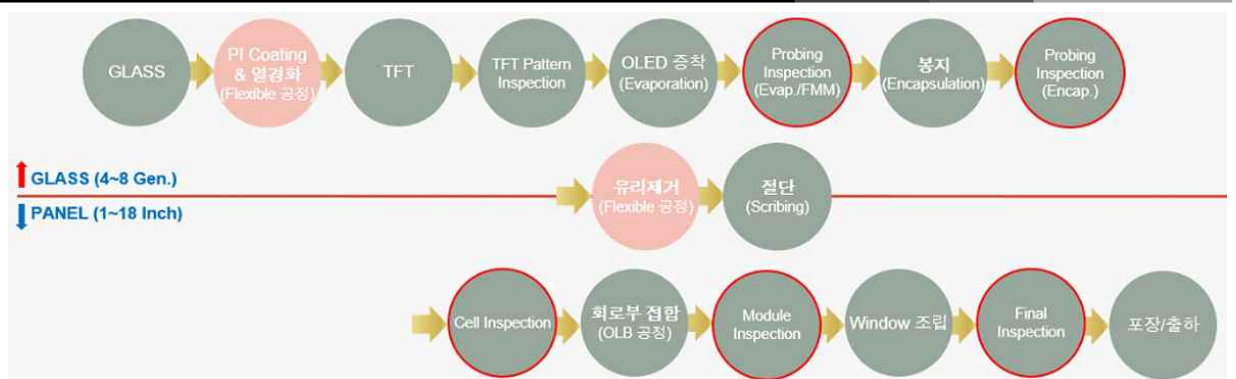 GLASS
PI Coating
& 열경화
(Flexible 공정)
TFT
TFT Pattern
Inspection
OLED 증착
(Evaporation)
Probing
Inspection
(Evap./FMM)
봉지
(Encapsulation)
Probing
Inspection
(Encap.)
GLASS (4~8 Gen.)
PANEL (1~18 Inch)
유리제거
(Flexible 공정)
절단
(Scribing)
Cell Inspection
회로부 접합
(OLB 공정)
Module
Inspection
Window 조립
Final
Inspection
포장/출하